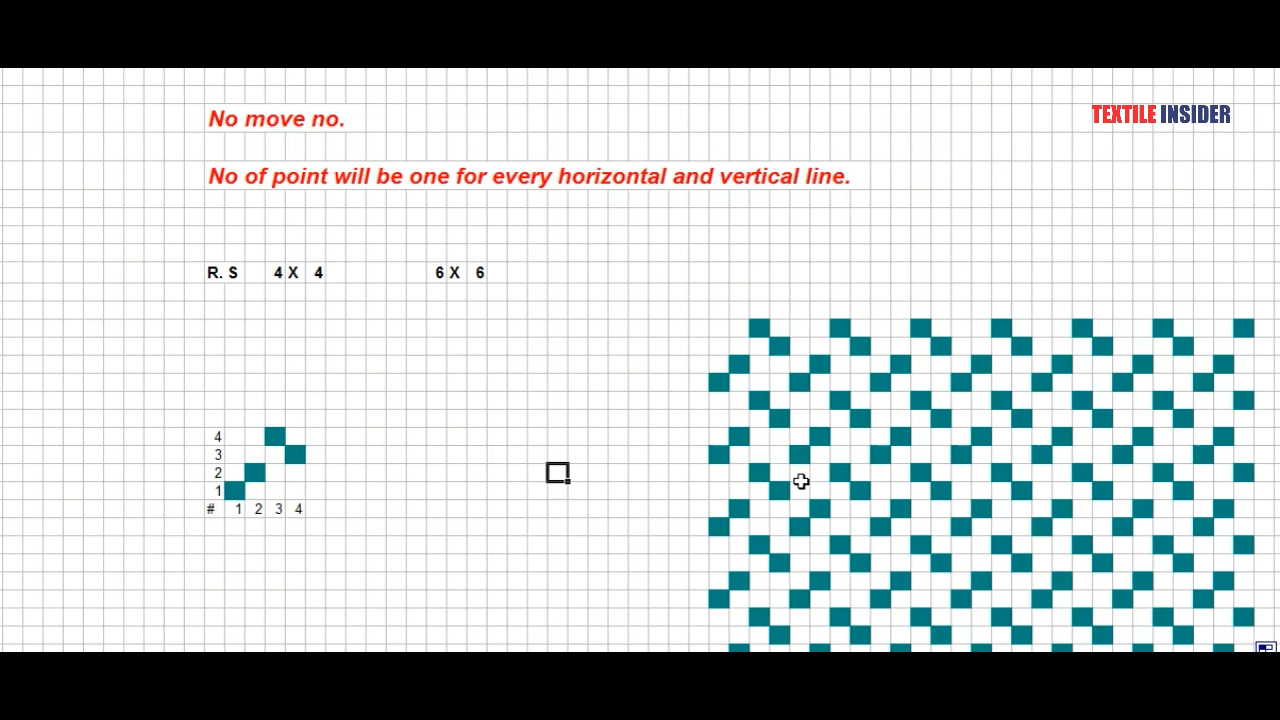 TEXTILE INSIDER
No move no.
No of point will be one for every horizontal and vertical line.
R. S 4 X 4 6 X 6
4
3
2
1
# 1 2 3 4